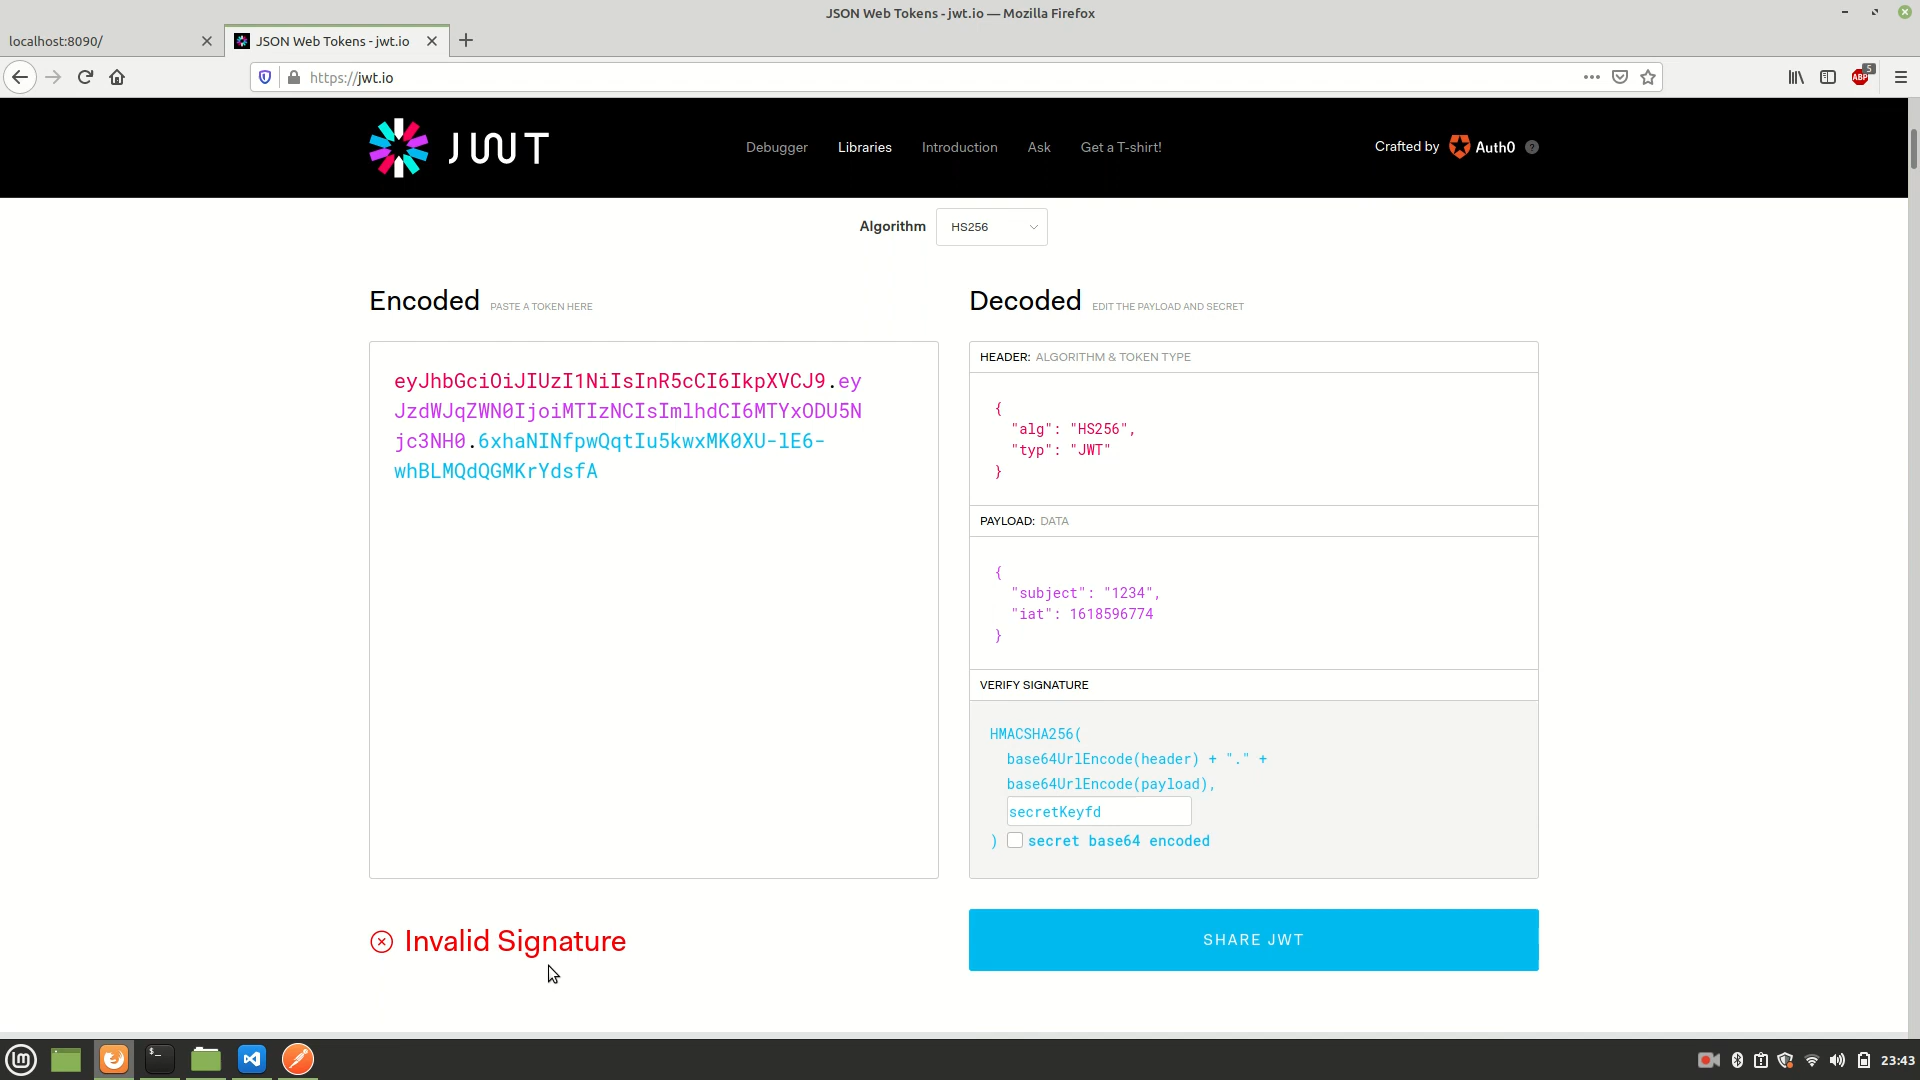 JSON Web Tokens - jwt.io — Mozilla Firefox
localhost:8090/
JSON Web Tokens - jwt.io
https://jwt.io
ABP
5
JWT
Debugger
Libraries
Introduction
Ask
Get a T-shirt!
Crafted by
Auth0
?
Algorithm
HS256
Encoded
PASTE A TOKEN HERE
Decoded
EDIT THE PAYLOAD AND SECRET
eyJhbGciOiJIUzI1NiIsInR5cCI6IkpXVCJ9.ey
JzdWJqZWN0IjoiMTIzNCIsImlhdCI6MTYxODU5N
jc3NH0.6xhaNINfpwQqtIu5kwxMK0XU-lE6-
whBLMQdQGMKrYdsfA
HEADER: ALGORITHM & TOKEN TYPE
{
"alg": "HS256",
"typ": "JWT"
}
PAYLOAD: DATA
{
"subject": "1234",
"iat": 1618596774
}
VERIFY SIGNATURE
HMACSHA256(
base64UrlEncode(header) + "." +
base64UrlEncode(payload),
secretKeyfd
) secret base64 encoded
Invalid Signature
SHARE JWT
23:43